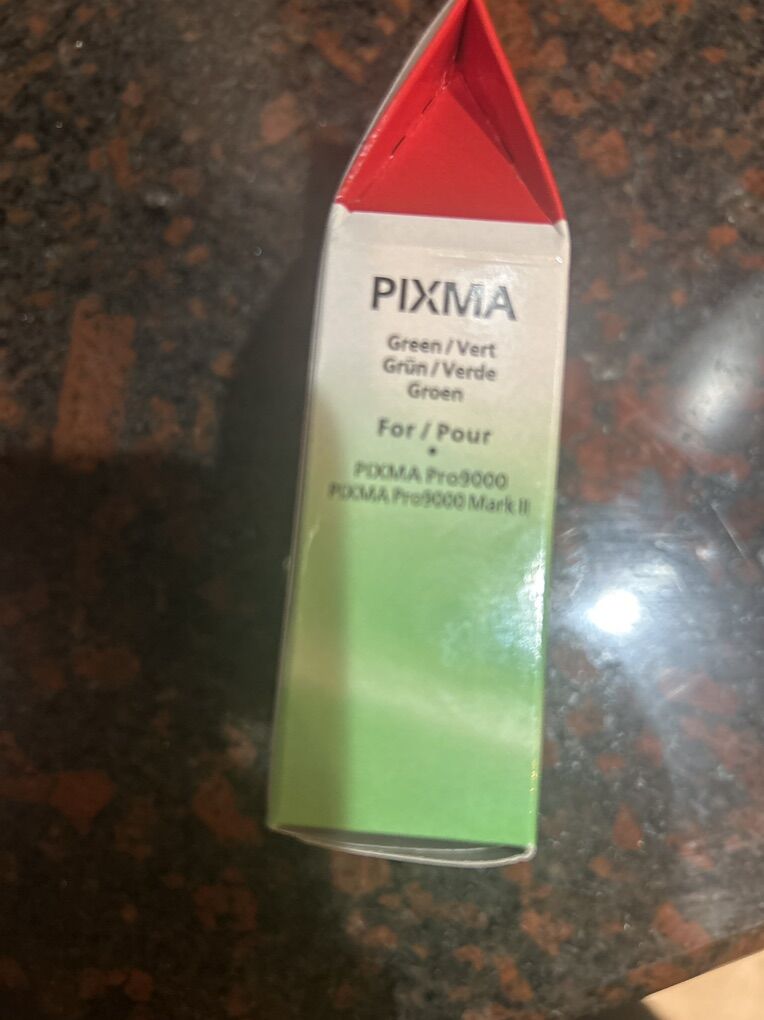 PIXMA
Green / Vert
Grün / Verde
Groen
For / Pour
•
PIXMA Pro9000
PIXMA Pro9000 Mark II